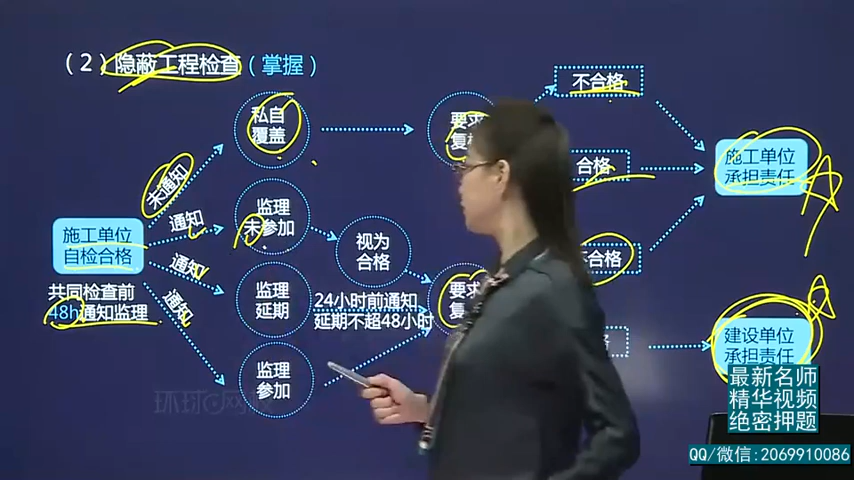 (2)隐蔽工程检查(掌握)
不合格
私自
覆盖
要求
施工单位
承担责任
未通知
合格
监理
未参加
通知
施工单位
自检合格
视为
合格
不合格
通知
共同检查前
48h通知监理
通知
监理
延期
24小时前通知
延期不超48小时
要求
建设单位
承担责任
监理
参加
环球网
最新名师
精华视频
绝密押题
QQ/微信:2069910086